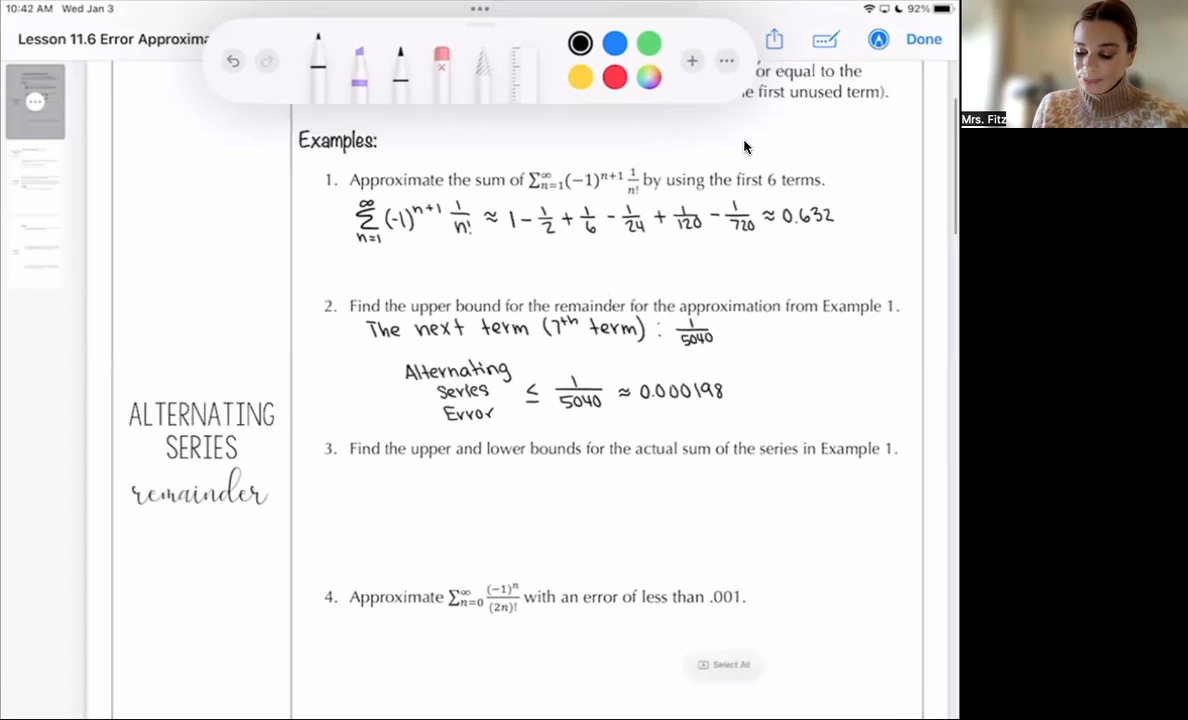 10:42 AM Wed Jan 3
92%
Lesson 11.6 Error Approxima
Done
or equal to the
e first unused term).
Examples:
1. Approximate the sum of ∑ₙ₌₁^∞(−1)ⁿ⁺¹ 1/n! by using the first 6 terms.
∞∑n=1 (-1)ⁿ⁺¹ 1/n! ≈ 1 - 1/2 + 1/6 - 1/24 + 1/120 - 1/720 ≈ 0.632
2. Find the upper bound for the remainder for the approximation from Example 1.
The next term (7th term) : 1/5040
Alternating
Series
Error
≤ 1/5040 ≈ 0.000198
3. Find the upper and lower bounds for the actual sum of the series in Example 1.
ALTERNATING
SERIES
remainder
4. Approximate ∑ₙ₌₀^∞ (−1)ⁿ/(2n)! with an error of less than .001.
Select All
Mrs. Fitz